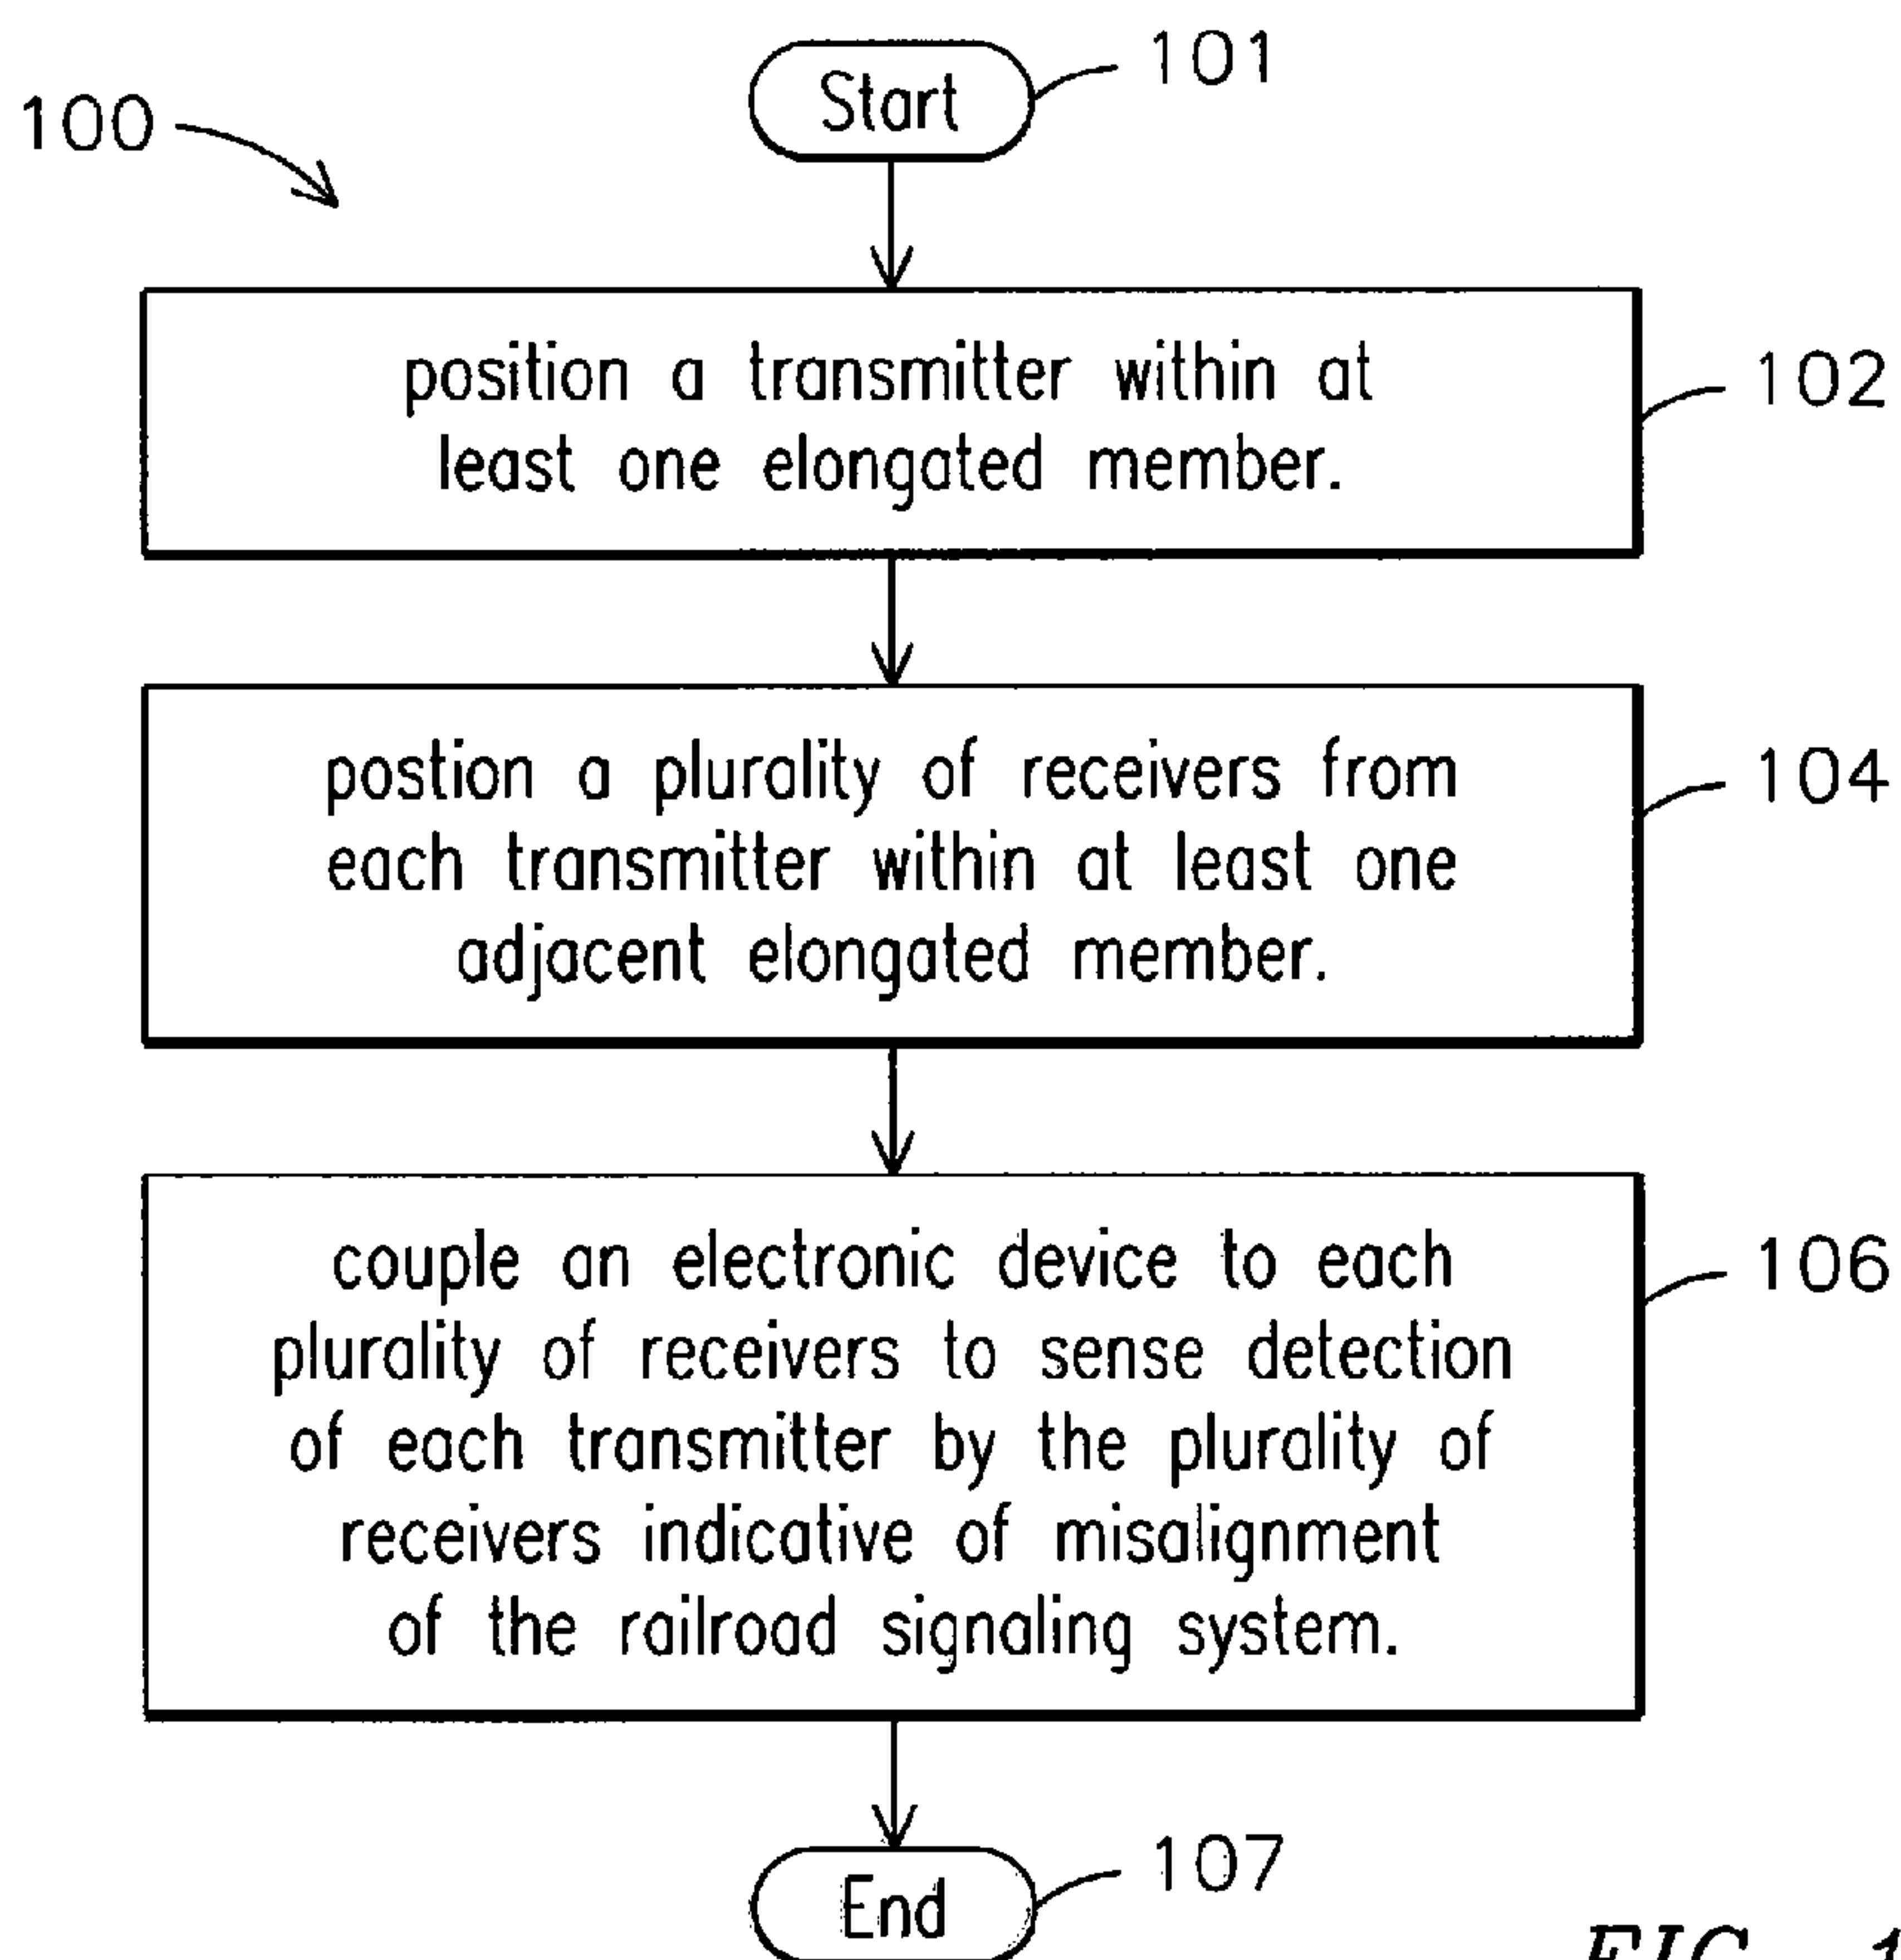 101
Start
100
position a transmitter within at
least one elongated member.
102
postion a plurality of receivers from
each transmitter within at least one
adjacent elongated member.
104
couple an electronic device to each
plurality of receivers to sense detection
of each transmitter by the plurality of
receivers indicative of misalignment
of the railroad signaling system.
106
End
107
FIG.